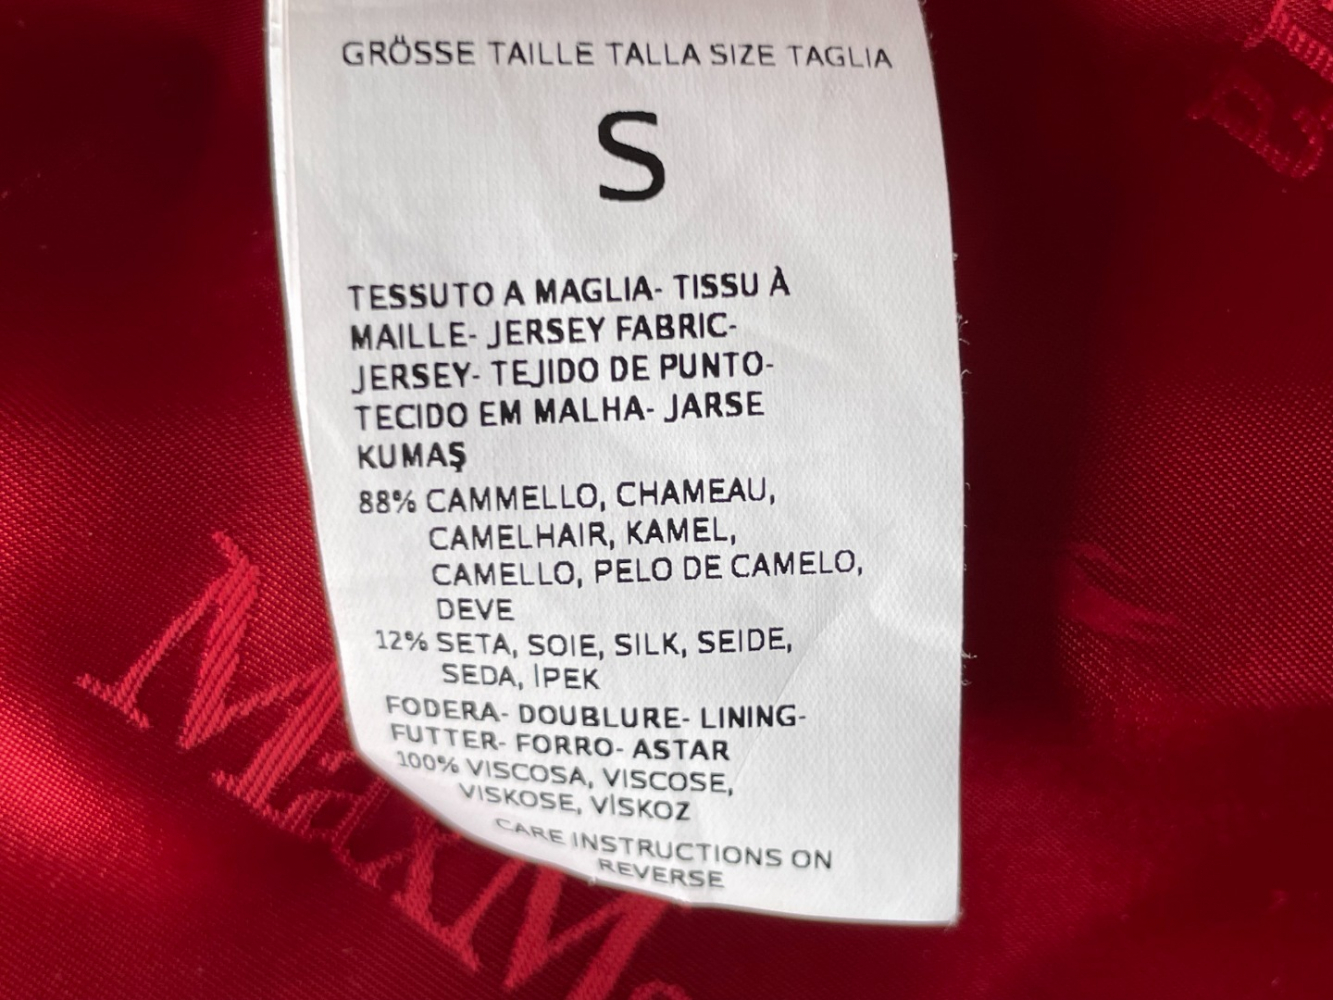 GRÖSSE TAILLE TALLA SIZE TAGLIA
S
TESSUTO A MAGLIA- TISSU À
MAILLE- JERSEY FABRIC-
JERSEY- TEJIDO DE PUNTO-
TECIDO EM MALHA- JARSE
KUMAŞ
88% CAMMELLO, CHAMEAU,
CAMELHAIR, KAMEL,
CAMELLO, PELO DE CAMELO,
DEVE
12% SETA, SOIE, SILK, SEIDE,
SEDA, İPEK
FODERA- DOUBLURE- LINING-
FUTTER- FORRO- ASTAR
100% VISCOSA, VISCOSE,
VISKOSE, VİSKOZ
CARE INSTRUCTIONS ON
REVERSE
MaxMa